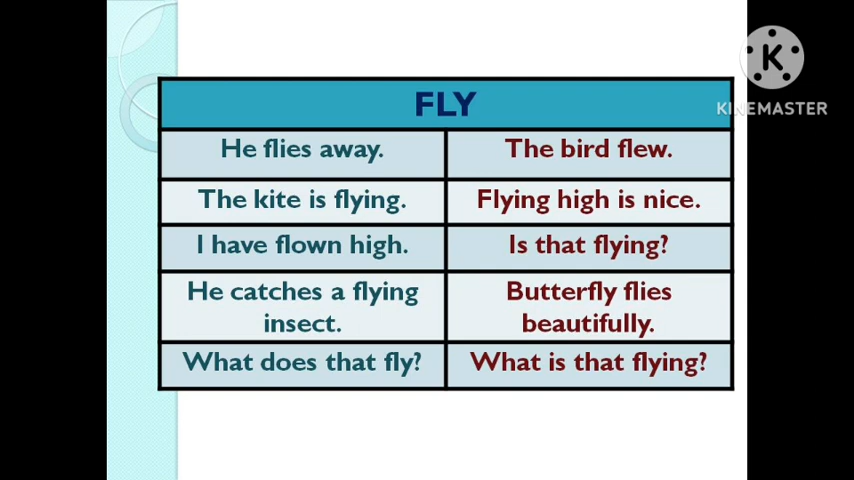 FLY
KINEMASTER
He flies away.
The bird flew.
The kite is flying.
Flying high is nice.
I have flown high.
Is that flying?
He catches a flying
insect.
Butterfly flies
beautifully.
What does that fly?
What is that flying?